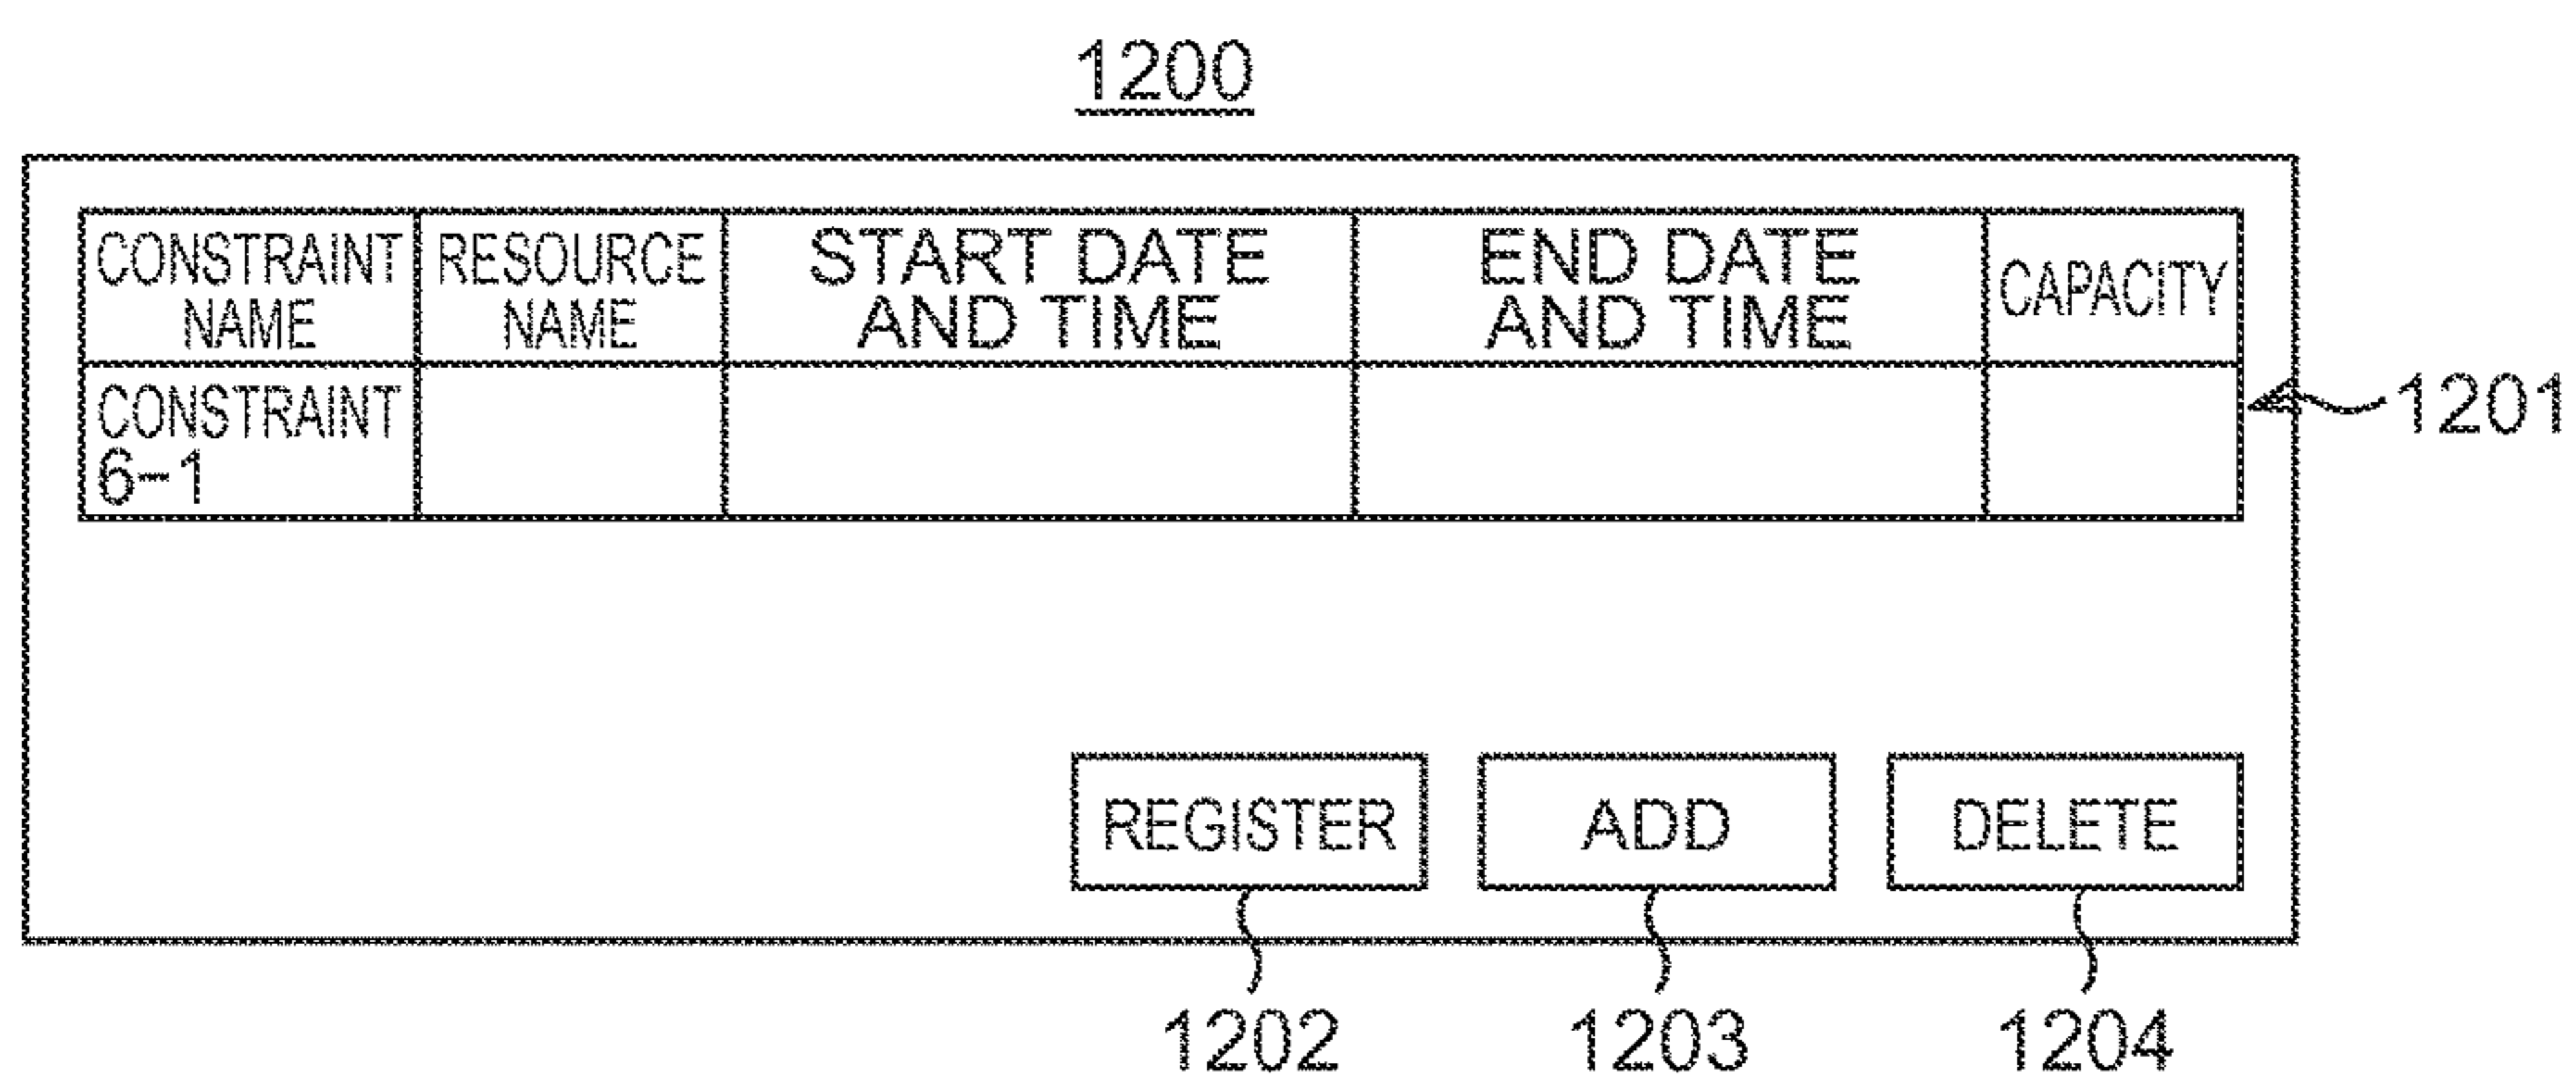 1200
CONSTRAINT NAME
RESOURCE NAME
START DATE AND TIME
END DATE AND TIME
CAPACITY
CONSTRAINT
6-1
1201
REGISTER
ADD
DELETE
1202
1203
1204